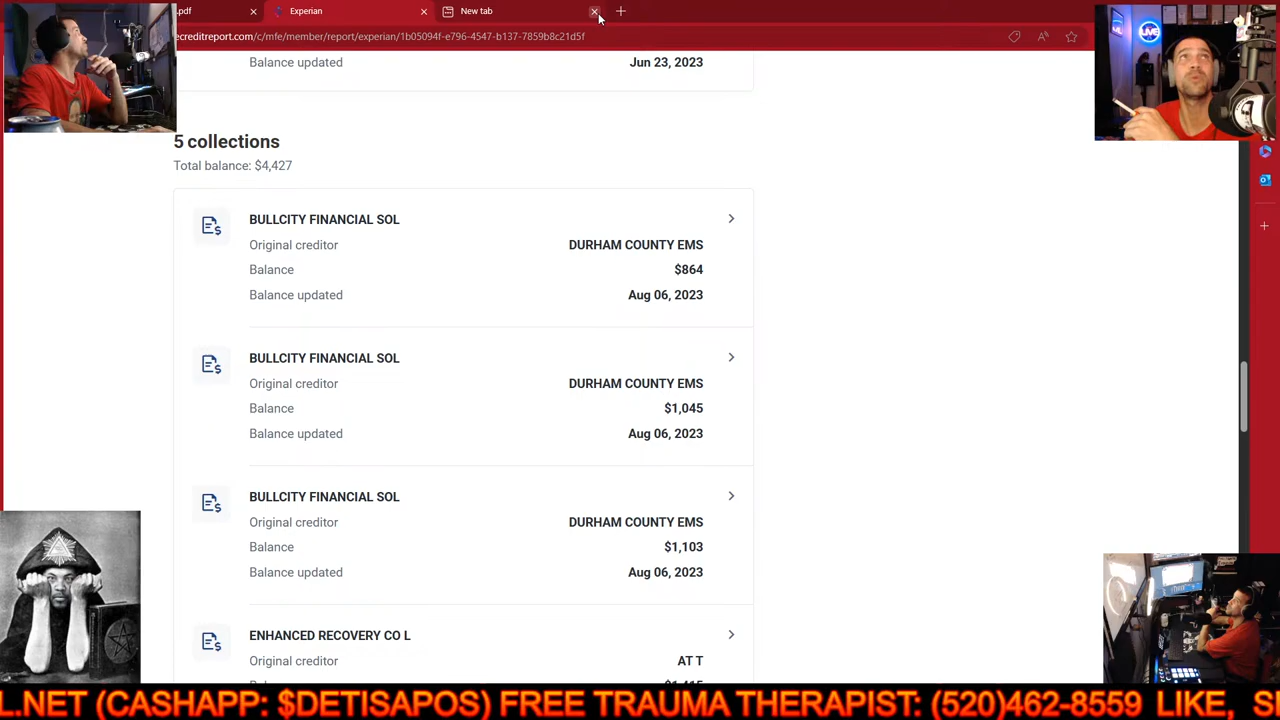 .pdf
Experian
New tab
ecreditreport.com/c/mfe/member/report/experian/1b05094f-e796-4547-b137-7859b8c21d5f
LIVE
Balance updated Jun 23, 2023
5 collections
Total balance: $4,427
BULLCITY FINANCIAL SOL
Original creditor DURHAM COUNTY EMS
Balance $864
Balance updated Aug 06, 2023
BULLCITY FINANCIAL SOL
Original creditor DURHAM COUNTY EMS
Balance $1,045
Balance updated Aug 06, 2023
BULLCITY FINANCIAL SOL
Original creditor DURHAM COUNTY EMS
Balance $1,103
Balance updated Aug 06, 2023
ENHANCED RECOVERY CO L
Original creditor AT T
L.NET (CASHAPP: $DETISAPOS) FREE TRAUMA THERAPIST: (520)462-8559 LIKE,